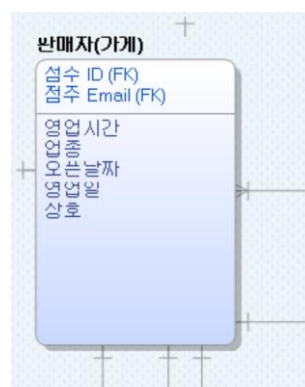 판매자(가게)
점주 ID (FK)
점주 Email (FK)
영업시간
업종
오픈날짜
영업일
상호